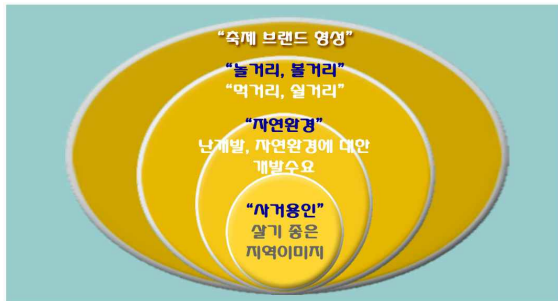 “축제 브랜드 형성”
“놀거리, 볼거리”
“먹거리, 쉴거리”
“자연환경”
난개발, 자연환경에 대한
개발수요
“사거용인”
살기 좋은
지역이미지